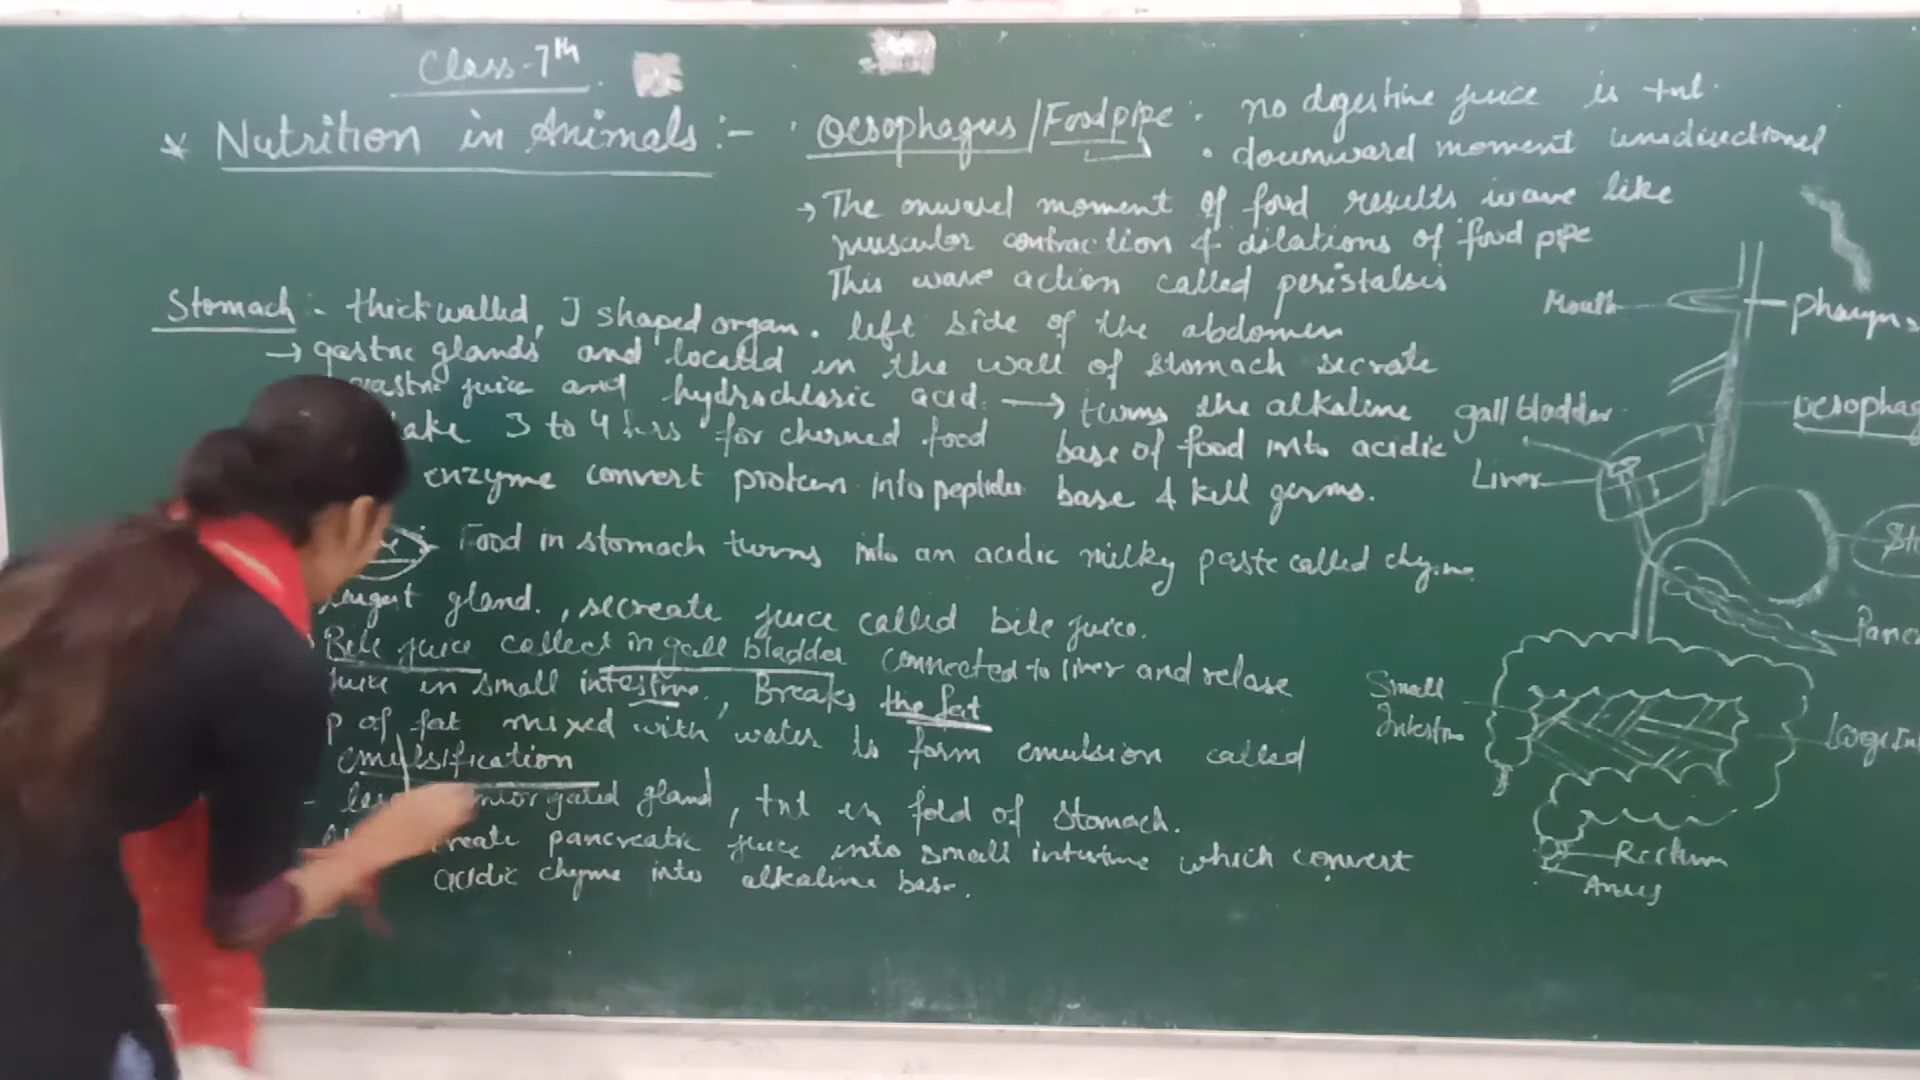 Class-7th
* Nutrition in Animals :-
Oesophagus / Foodpipe : no digestive juice is tnt.
• downward moment unidirectional
→ The onward moment of food results wave like
muscular contraction & dilations of food pipe
This wave action called peristalsis
Stomach :- thick walled, J shaped organ. left side of the abdomen
→ gastric glands and located in the wall of stomach secrate
gastric juice and hydrochloric acid. → turns the alkaline
take 3 to 4 hrs for churned food base of food into acidic
enzyme convert protein into peptides base & kill germs.
Food in stomach turns into an acidic milky paste called chyme
largest gland, secreate juice called bile juice.
Bile juice collect in gall bladder connected to liver and relase
juice in small intestine, Breaks the fat
of fat mixed with water to form emulsion called
emulsification
gland, tnt in fold of stomach.
pancreatic juice into small intestine which convert
acidic chyme into alkaline base.
Mouth
Pharynx
Oesophag
gall bladder
Liver
St
Panc
Small
Intestin
Large Int
Rectum
Anus